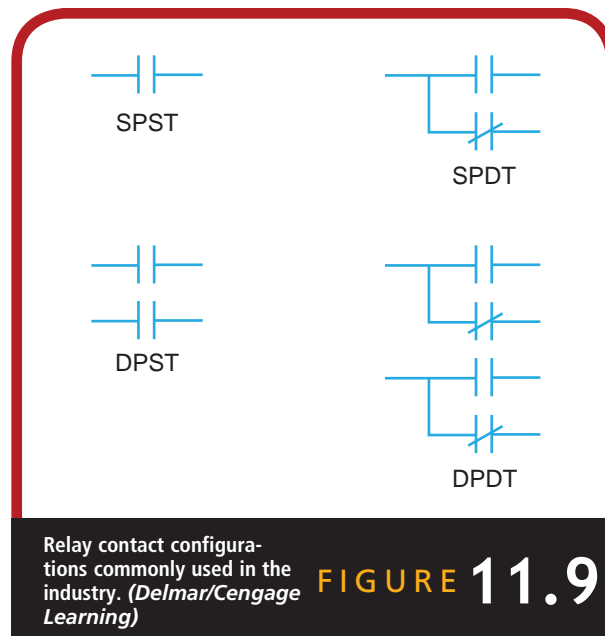 SPST
SPDT
DPST
DPDT
Relay contact configura-
tions commonly used in the
industry. (Delmar/Cengage
Learning)
FIGURE 11.9